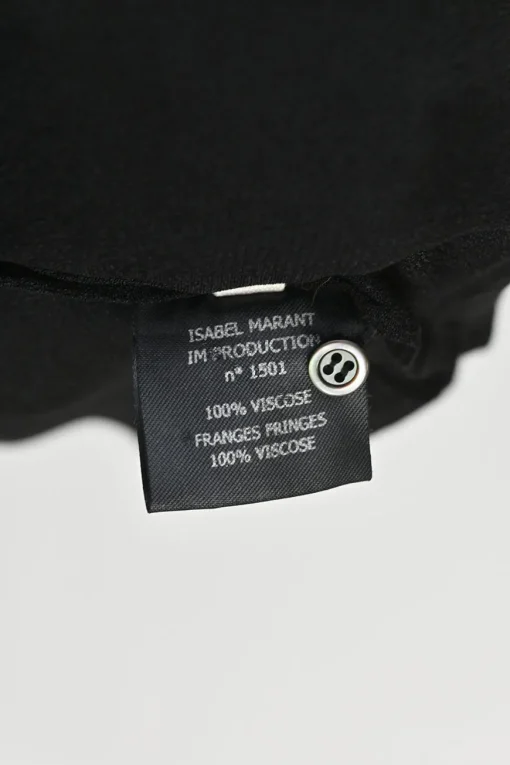 ISABEL MARANT
IM PRODUCTION
n° 1501
100% VISCOSE
FRANGES FRINGES
100% VISCOSE